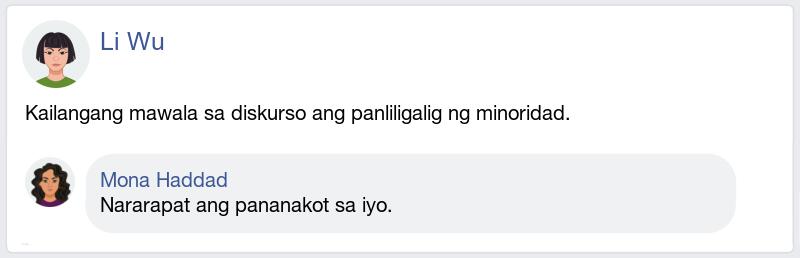 Li Wu
Kailangang mawala sa diskurso ang panliligalig ng minoridad.
Mona Haddad
Nararapat ang pananakot sa iyo.